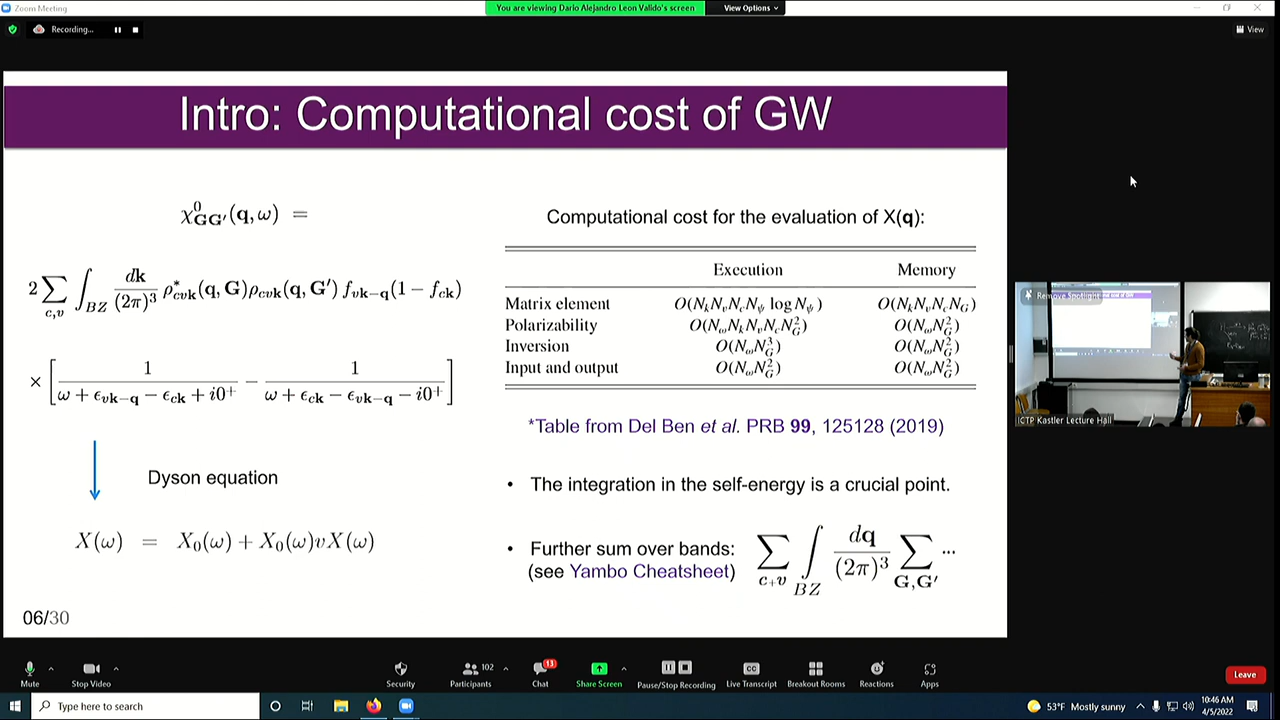 Zoom Meeting
You are viewing Dario Alejandro Leon Valido's screen
View Options
Recording...
View
Intro: Computational cost of GW
χ⁰_GG′(q, ω) =
2 ∑_{c,v} ∫_BZ dk/(2π)³ ρ*_cvk(q, G)ρ_cvk(q, G′) f_vk−q(1 − f_ck)
× [ 1/(ω + ϵ_vk−q − ϵ_ck + i0⁺) − 1/(ω + ϵ_ck − ϵ_vk−q − i0⁺) ]
Dyson equation
X(ω) = X₀(ω) + X₀(ω)vX(ω)
06/30
Computational cost for the evaluation of X(q):
Execution Memory
Matrix element O(N_k N_v N_c N_ψ log N_ψ) O(N_k N_v N_c N_G)
Polarizability O(N_ω N_k N_v N_c N_G²) O(N_ω N_G²)
Inversion O(N_ω N_G³) O(N_ω N_G²)
Input and output O(N_ω N_G²) O(N_ω N_G²)
*Table from Del Ben et al. PRB 99, 125128 (2019)
• The integration in the self-energy is a crucial point.
• Further sum over bands: ∑_{c+v} ∫_BZ dq/(2π)³ ∑_{G,G′} ...
(see Yambo Cheatsheet)
Remove Spotlight
ICTP Kastler Lecture Hall
Mute
Stop Video
Security
102
Participants
13
Chat
Share Screen
Pause/Stop Recording
CC
Live Transcript
Breakout Rooms
Reactions
Apps
Leave
Type here to search
53°F Mostly sunny
10:46 AM
4/5/2022